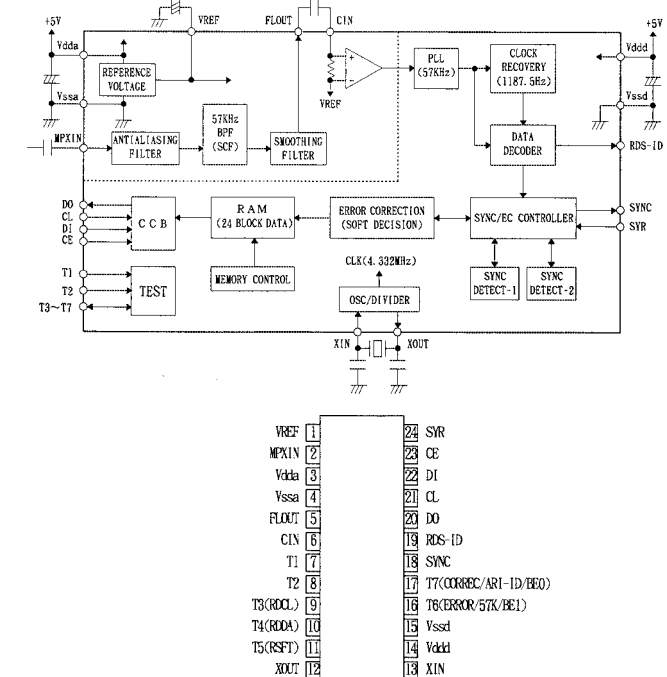 +5V
VREF
FLOUT
CIN
+5V
Vdda
Vddd
REFERENCE
VOLTAGE
PLL
(57KHz)
CLOCK
RECOVERY
(1187.5Hz)
VREF
Vssa
Vssd
MPXIN
ANTIALIASING
FILTER
57KHz
BPF
(SCF)
SMOOTHING
FILTER
DATA
DECODER
RDS-ID
DO
CL
DI
CE
CCB
RAM
(24 BLOCK DATA)
ERROR CORRECTION
(SOFT DECISION)
SYNC/EC CONTROLLER
SYNC
SYR
MEMORY CONTROL
CLK(4.332MHz)
T1
T2
T3~T7
TEST
OSC/DIVIDER
SYNC
DETECT-1
SYNC
DETECT-2
XIN
XOUT
VREF 1
24 SYR
MPXIN 2
23 CE
Vdda 3
22 DI
Vssa 4
21 CL
FLOUT 5
20 DO
CIN 6
19 RDS-ID
T1 7
18 SYNC
T2 8
17 T7(CORREC/ARI-ID/BE0)
T3(RDCL) 9
16 T6(ERROR/57K/BE1)
T4(RDDA) 10
15 Vssd
T5(RSFT) 11
14 Vddd
XOUT 12
13 XIN